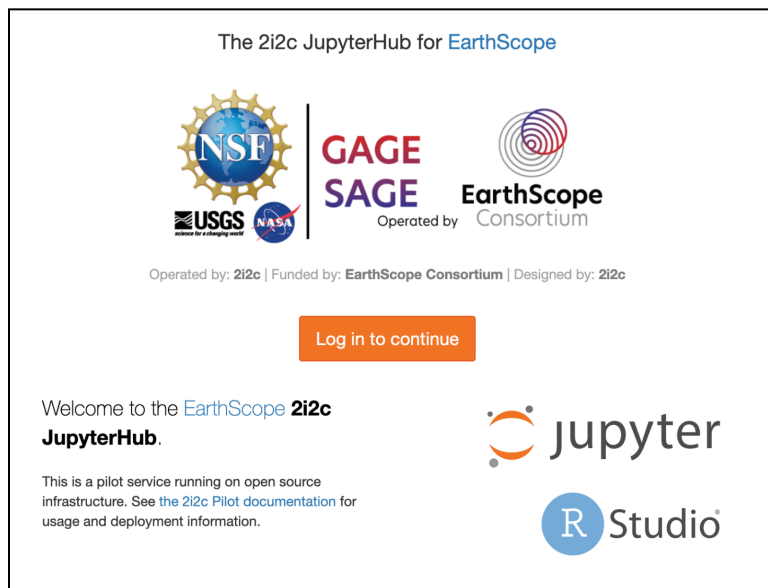 The 2i2c JupyterHub for EarthScope
NSF
USGS
science for a changing world
NASA
GAGE
SAGE
Operated by
EarthScope
Consortium
Operated by: 2i2c | Funded by: EarthScope Consortium | Designed by: 2i2c
Log in to continue
Welcome to the EarthScope 2i2c
JupyterHub.
This is a pilot service running on open source
infrastructure. See the 2i2c Pilot documentation for
usage and deployment information.
jupyter
R Studio®